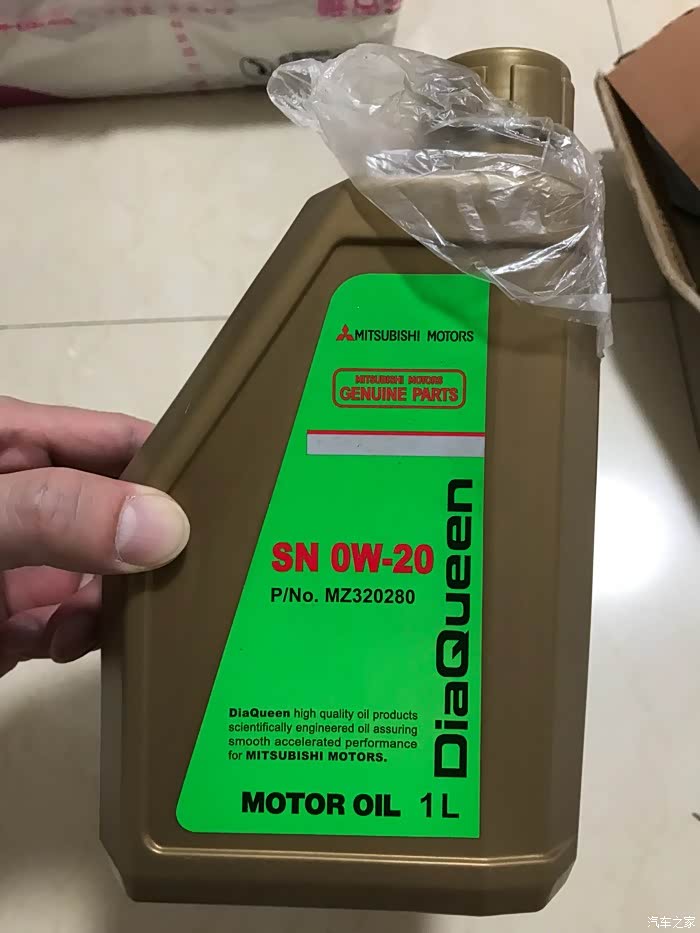 MITSUBISHI MOTORS
MITSUBISHI MOTORS
GENUINE PARTS
SN 0W-20
P/No. MZ320280
DiaQueen
DiaQueen high quality oil products
scientifically engineered oil assuring
smooth accelerated performance
for MITSUBISHI MOTORS.
MOTOR OIL 1L
汽车之家